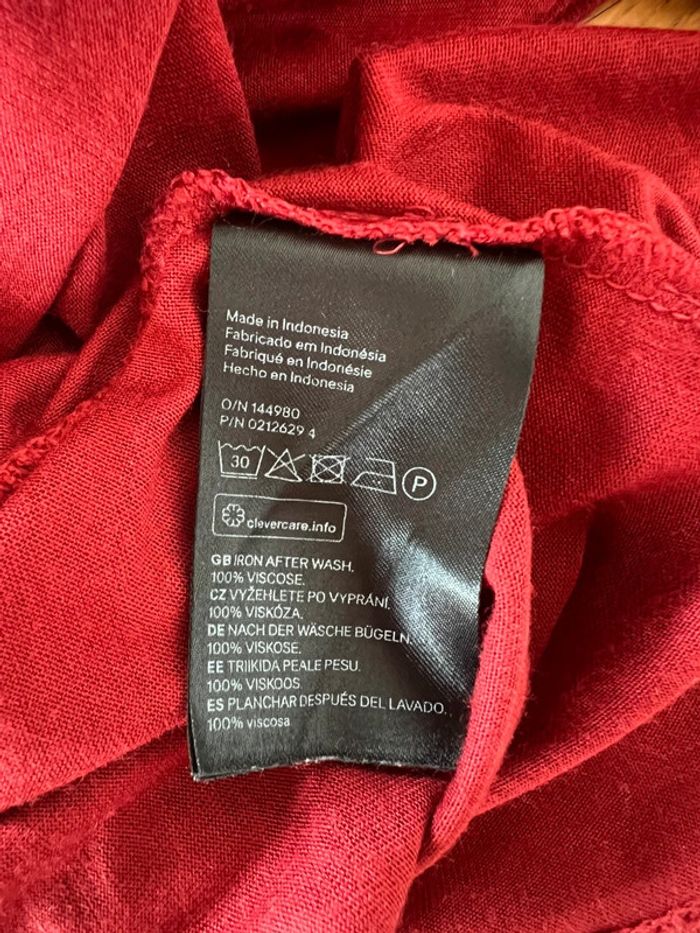 Made in Indonesia
Fabricado em Indonésia
Fabriqué en Indonésie
Hecho en Indonesia
O/N 144980
P/N 0212629 4
30
P
clevercare.info
GB IRON AFTER WASH.
100% VISCOSE.
CZ VYŽEHLETE PO VYPRÁNÍ.
100% VISKÓZA.
DE NACH DER WÄSCHE BÜGELN.
100% VISKOSE.
EE TRIIKIDA PEALE PESU.
100% VISKOOS.
ES PLANCHAR DESPUÉS DEL LAVADO.
100% viscosa